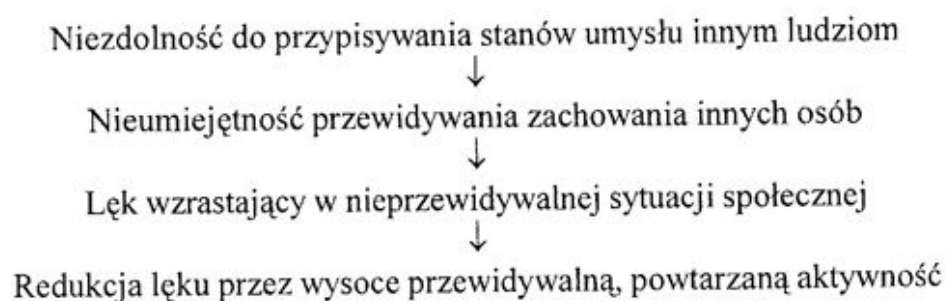 Niezdolność do przypisywania stanów umysłu innym ludziom
↓
Nieumiejętność przewidywania zachowania innych osób
↓
Lęk wzrastający w nieprzewidywalnej sytuacji społecznej
↓
Redukcja lęku przez wysoce przewidywalną, powtarzaną aktywność